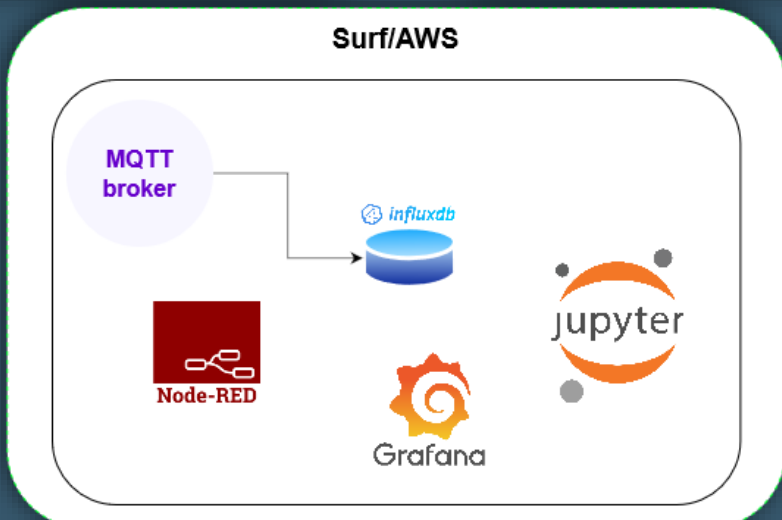 Surf/AWS
MQTT
broker
influxdb
jupyter
Node-RED
Grafana